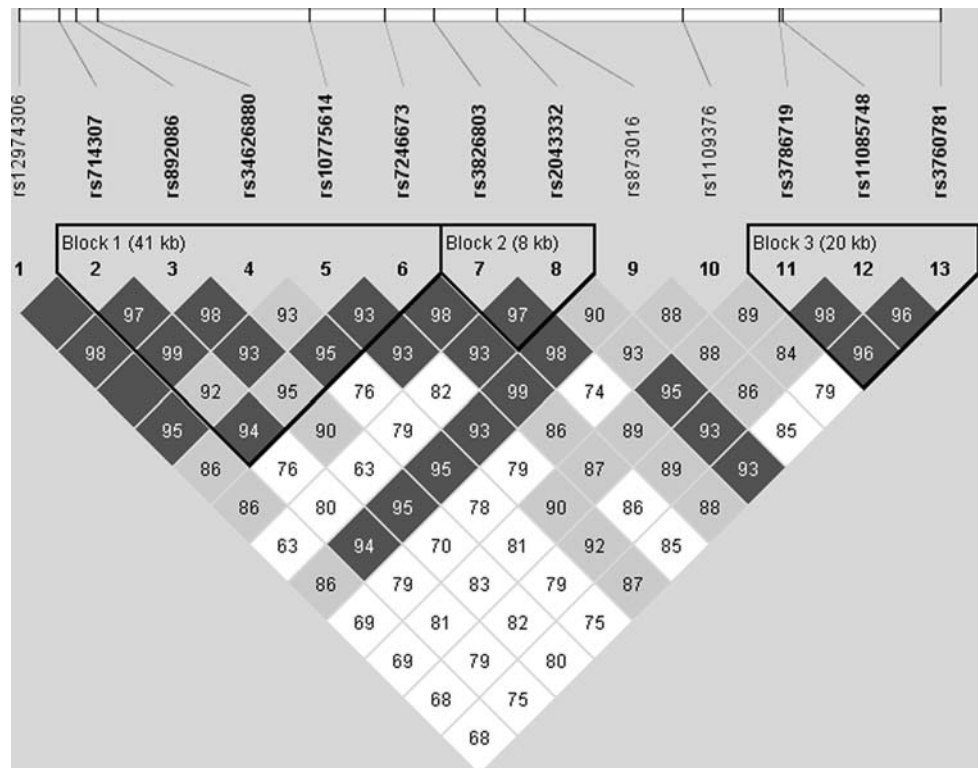 rs12974306
rs714307
rs892086
rs34626880
rs10775614
rs7246673
rs3826803
rs2043332
rs873016
rs1109376
rs3786719
rs11085748
rs3760781
Block 1 (41 kb) Block 2 (8 kb) Block 3 (20 kb)
1 2 3 4 5 6 7 8 9 10 11 12 13
97 98 93 93 98 97 90 88 89 98 96
98 99 93 95 93 93 98 93 88 84 96
92 95 76 82 99 74 95 86 79
95 94 90 79 93 86 89 93 85
86 76 63 95 79 87 89 93
86 80 95 78 90 86 88
63 94 70 81 92 85
86 79 83 79 87
69 81 82 75
69 79 80
68 75
68